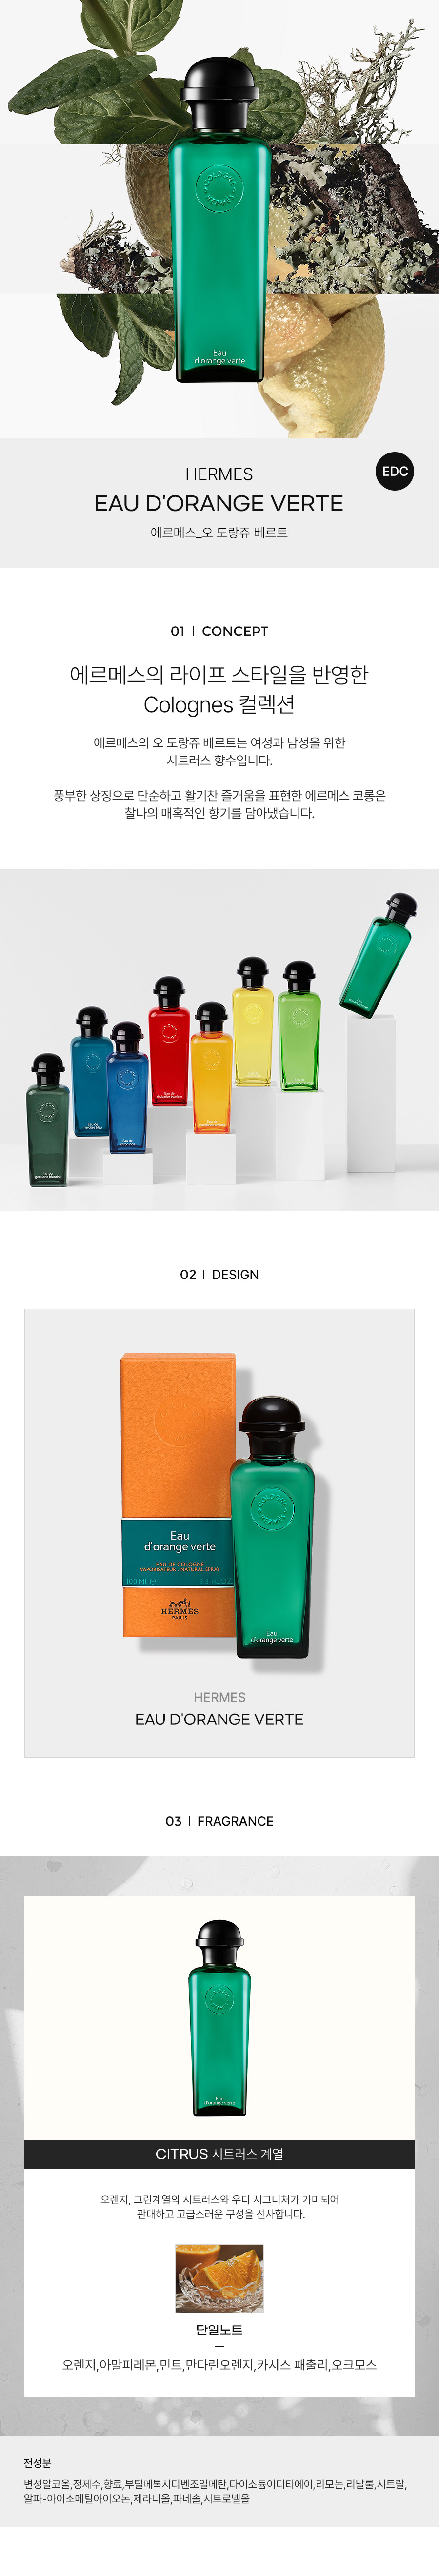 Eau
d'orange verte
EDC
HERMES
EAU D'ORANGE VERTE
에르메스_오 도랑쥬 베르트
01 | CONCEPT
에르메스의 라이프 스타일을 반영한
Colognes 컬렉션
에르메스의 오 도랑쥬 베르트는 여성과 남성을 위한
시트러스 향수입니다.
풍부한 상징으로 단순하고 활기찬 즐거움을 표현한 에르메스 코롱은
찰나의 매혹적인 향기를 담아냈습니다.
02 | DESIGN
Eau
d'orange verte
EAU DE COLOGNE
VAPORISATEUR . NATURAL SPRAY
100 ML e 3.3 FL.OZ
HERMÈS
PARIS
Eau
d'orange verte
HERMES
EAU D'ORANGE VERTE
03 | FRAGRANCE
Eau
d'orange verte
CITRUS 시트러스 계열
오렌지, 그린계열의 시트러스와 우디 시그니처가 가미되어
관대하고 고급스러운 구성을 선사합니다.
단일노트
오렌지,아말피레몬,민트,만다린오렌지,카시스 패출리,오크모스
전성분
변성알코올,정제수,향료,부틸메톡시디벤조일메탄,다이소듐이디티에이,리모논,리날룰,시트랄,
알파-아이소메틸아이오논,제라니올,파네솔,시트로넬올